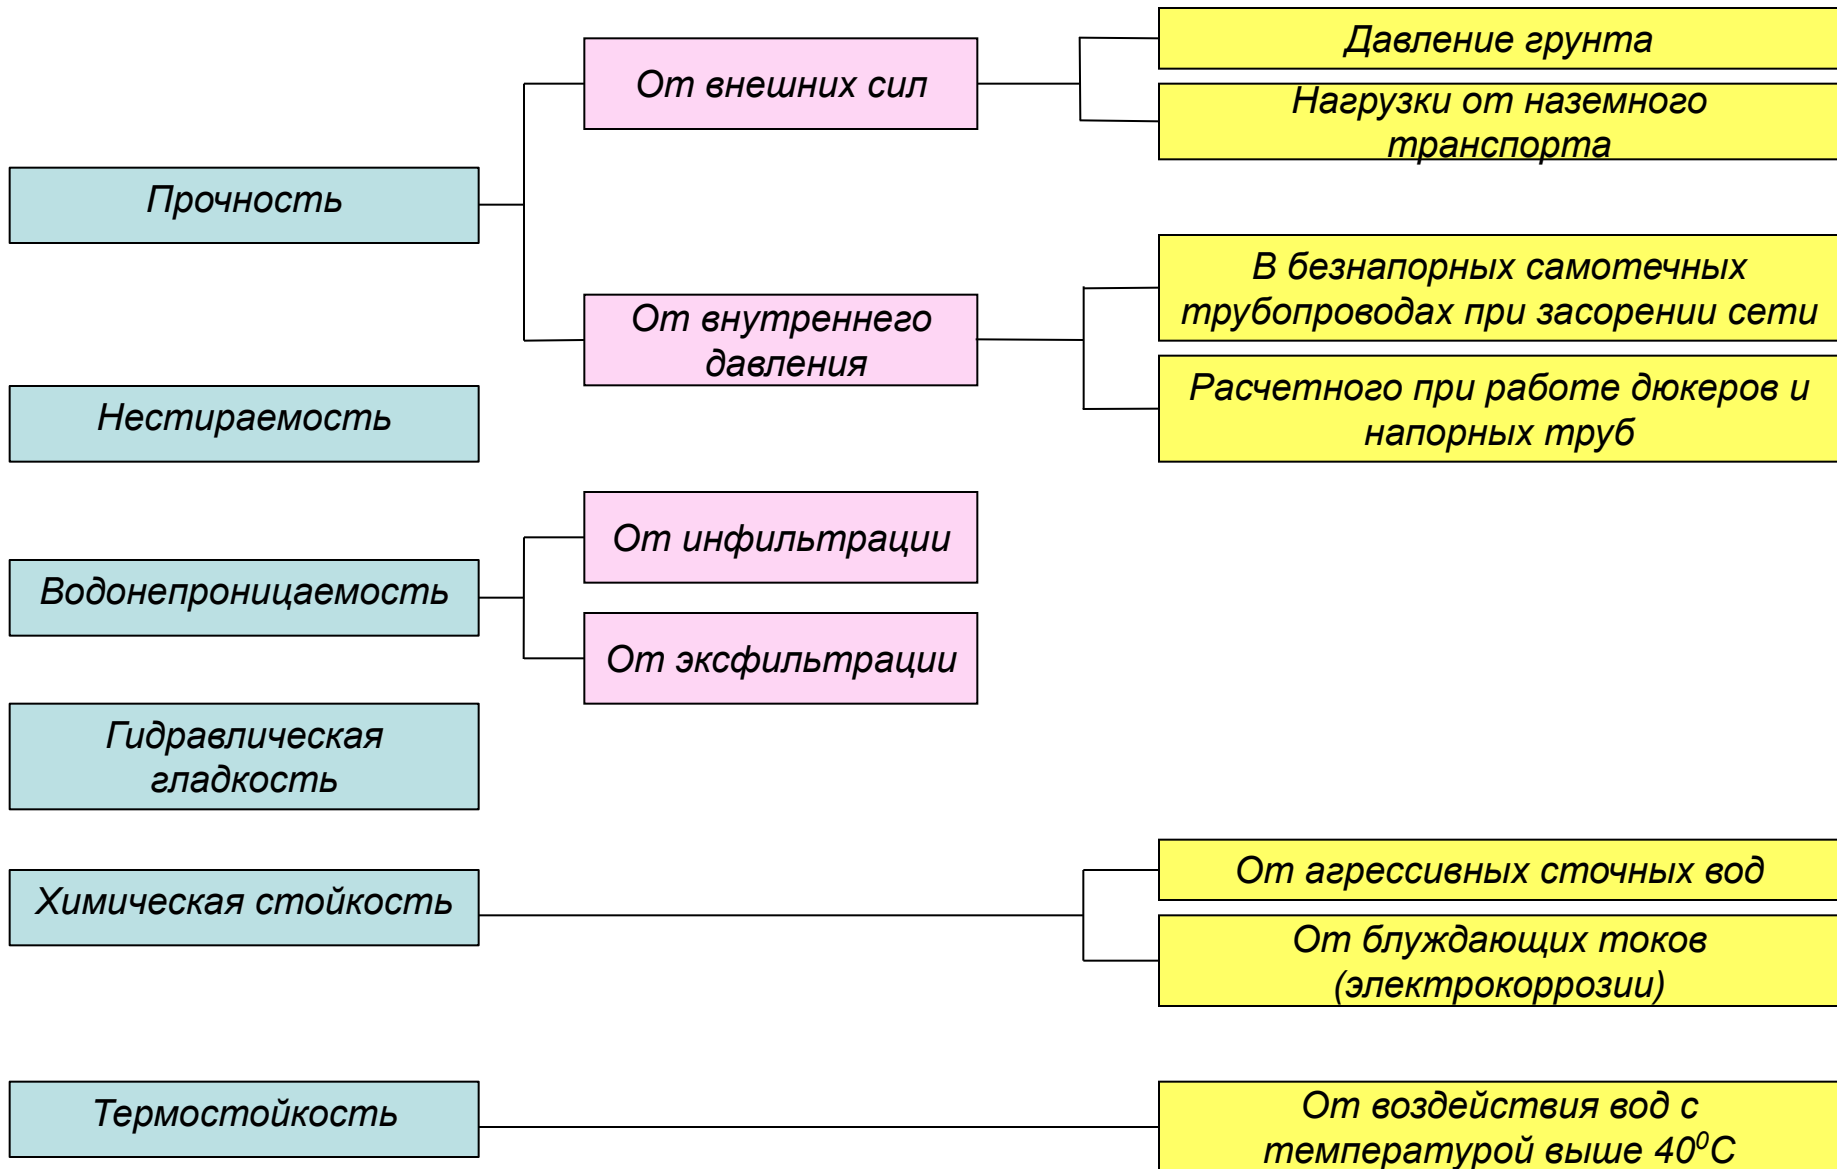 Прочность
От внешних сил
Давление грунта
Нагрузки от наземного
транспорта
От внутреннего
давления
В безнапорных самотечных
трубопроводах при засорении сети
Расчетного при работе дюкеров и
напорных труб
Нестираемость
Водонепроницаемость
От инфильтрации
От эксфильтрации
Гидравлическая
гладкость
Химическая стойкость
От агрессивных сточных вод
От блуждающих токов
(электрокоррозии)
Термостойкость
От воздействия вод с
температурой выше 40⁰С